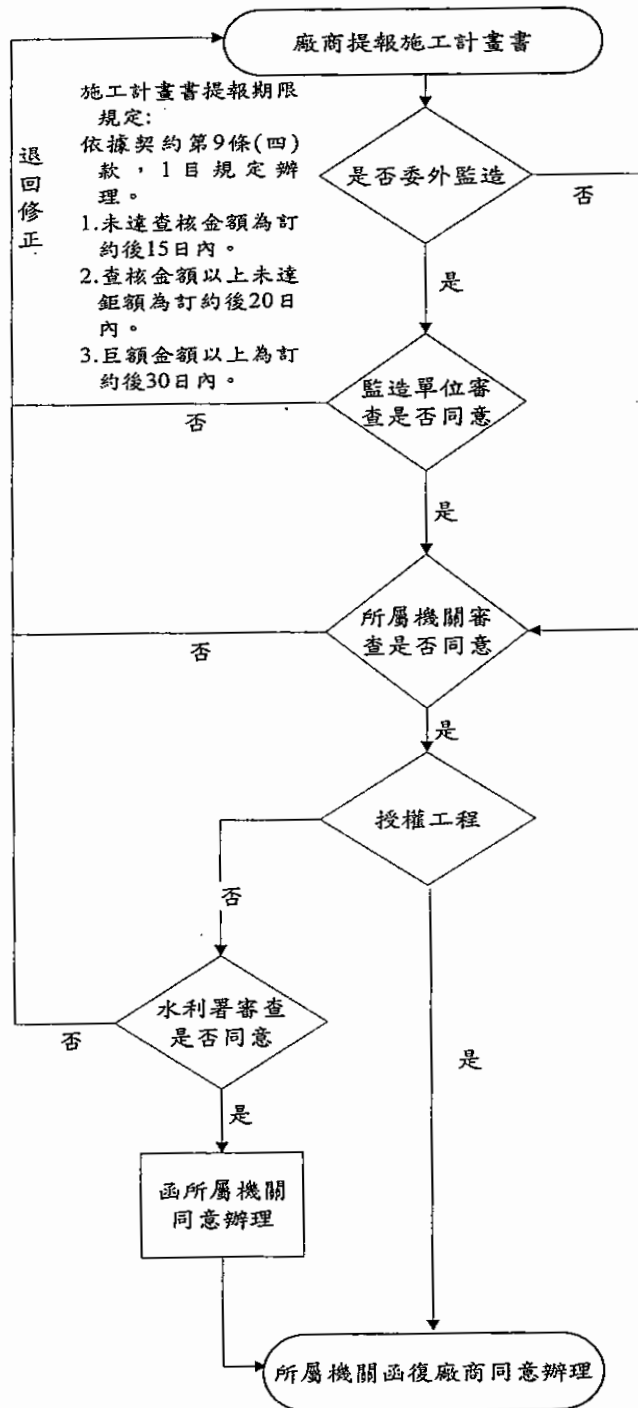 廠商提報施工計畫書
施工計畫書提報期限
規定:
依據契約第9條(四)
款，1目規定辦
理。
1.未達查核金額為訂
約後15日內。
2.查核金額以上未達
鉅額為訂約後20日
內。
3.巨額金額以上為訂
約後30日內。
退
回
修
正
是否委外監造
否
是
監造單位審
查是否同意
否
是
所屬機關審
查是否同意
否
是
授權工程
否
水利署審查
是否同意
否
是
是
函所屬機關
同意辦理
所屬機關函復廠商同意辦理